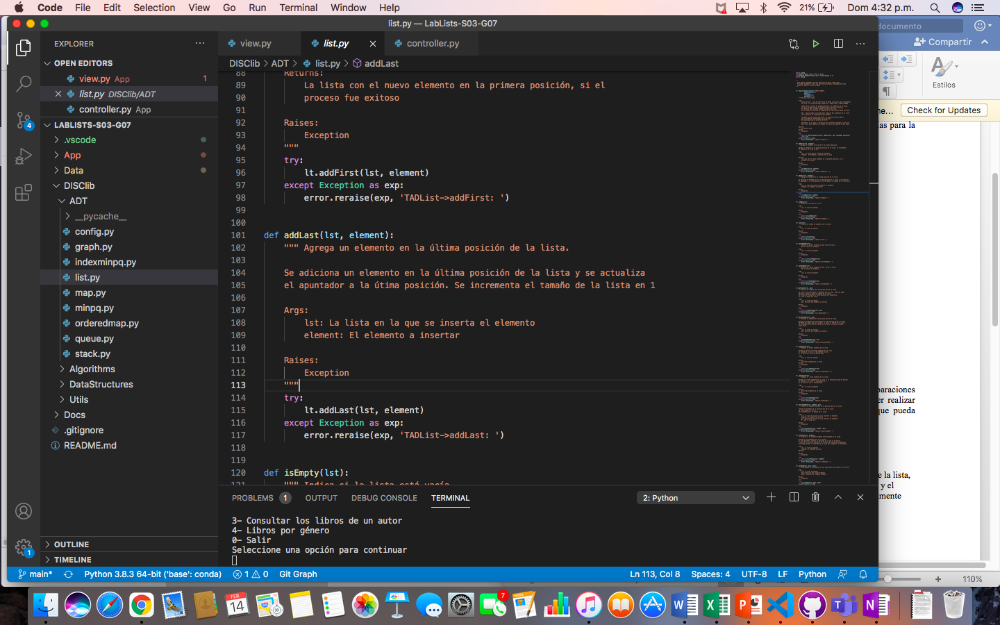 Code File Edit Selection View Go Run Terminal Window Help 21% Dom 4:32 p.m.
list.py — LabLists-S03-G07
documento
Compartir
EXPLORER
view.py list.py controller.py
OPEN EDITORS
DISClib > ADT > list.py > addLast
view.py App 1
list.py DISClib/ADT
controller.py App
LABLISTS-S03-G07
.vscode
App
Data
DISClib
ADT
__pycache__
config.py
graph.py
indexminpq.py
list.py
map.py
minpq.py
orderedmap.py
queue.py
stack.py
Algorithms
DataStructures
Utils
Docs
.gitignore
README.md
OUTLINE
TIMELINE
4
1
88 Returns:
89 La lista con el nuevo elemento en la primera posición, si el
90 proceso fue exitoso
91
92 Raises:
93 Exception
94 """
95 try:
96 lt.addFirst(lst, element)
97 except Exception as exp:
98 error.reraise(exp, 'TADList->addFirst: ')
99
100
101 def addLast(lst, element):
102 """ Agrega un elemento en la última posición de la lista.
103
104 Se adiciona un elemento en la última posición de la lista y se actualiza
105 el apuntador a la útima posición. Se incrementa el tamaño de la lista en 1
106
107 Args:
108 lst: La lista en la que se inserta el elemento
109 element: El elemento a insertar
110
111 Raises:
112 Exception
113 """
114 try:
115 lt.addLast(lst, element)
116 except Exception as exp:
117 error.reraise(exp, 'TADList->addLast: ')
118
119
120 def isEmpty(lst):
121 """ Indica si la lista está vacía
PROBLEMS 1 OUTPUT DEBUG CONSOLE TERMINAL 2: Python
3- Consultar los libros de un autor
4- Libros por género
0- Salir
Seleccione una opción para continuar
main* Python 3.8.3 64-bit ('base': conda) 1 0 Git Graph Ln 113, Col 8 Spaces: 4 UTF-8 LF Python
Estilos
ne... Check for Updates
as para la
paraciones
er realizar
que pueda
e la lista,
y el
amente
110%
FEB. 14
7